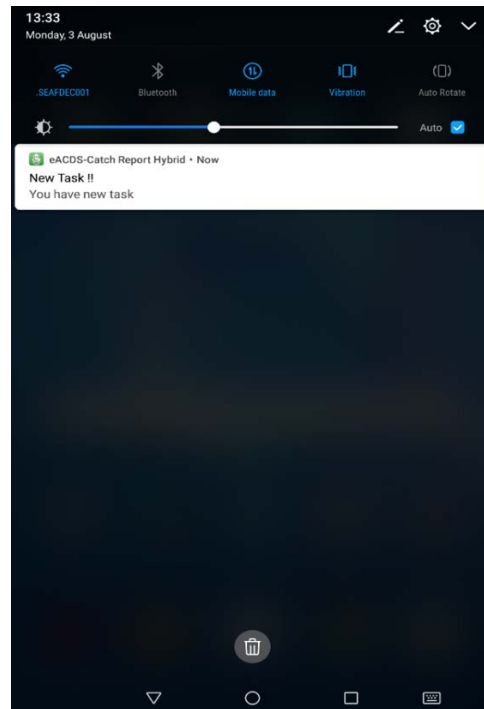 13:33
Monday, 3 August
.SEAFDEC001 Bluetooth Mobile data Vibration Auto Rotate
Auto
eACDS-Catch Report Hybrid • Now
New Task !!
You have new task